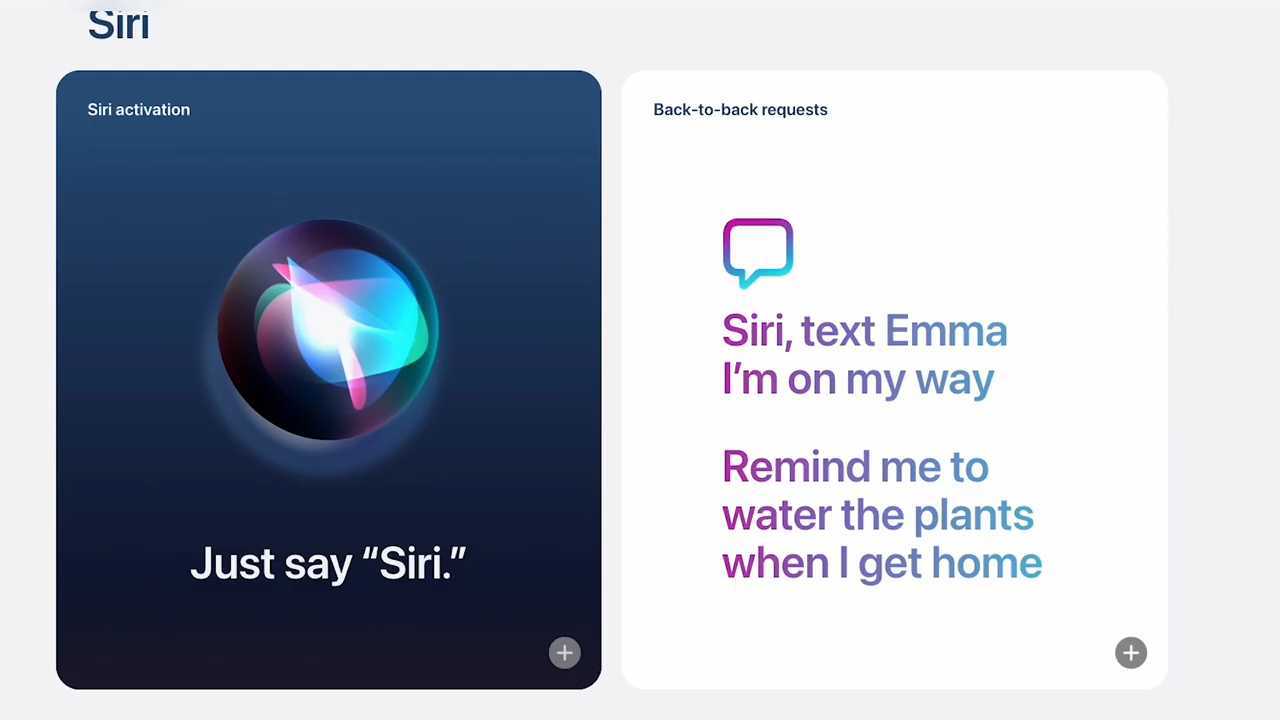 Siri
Siri activation
Just say “Siri.”
Back-to-back requests
Siri, text Emma
I’m on my way
Remind me to
water the plants
when I get home